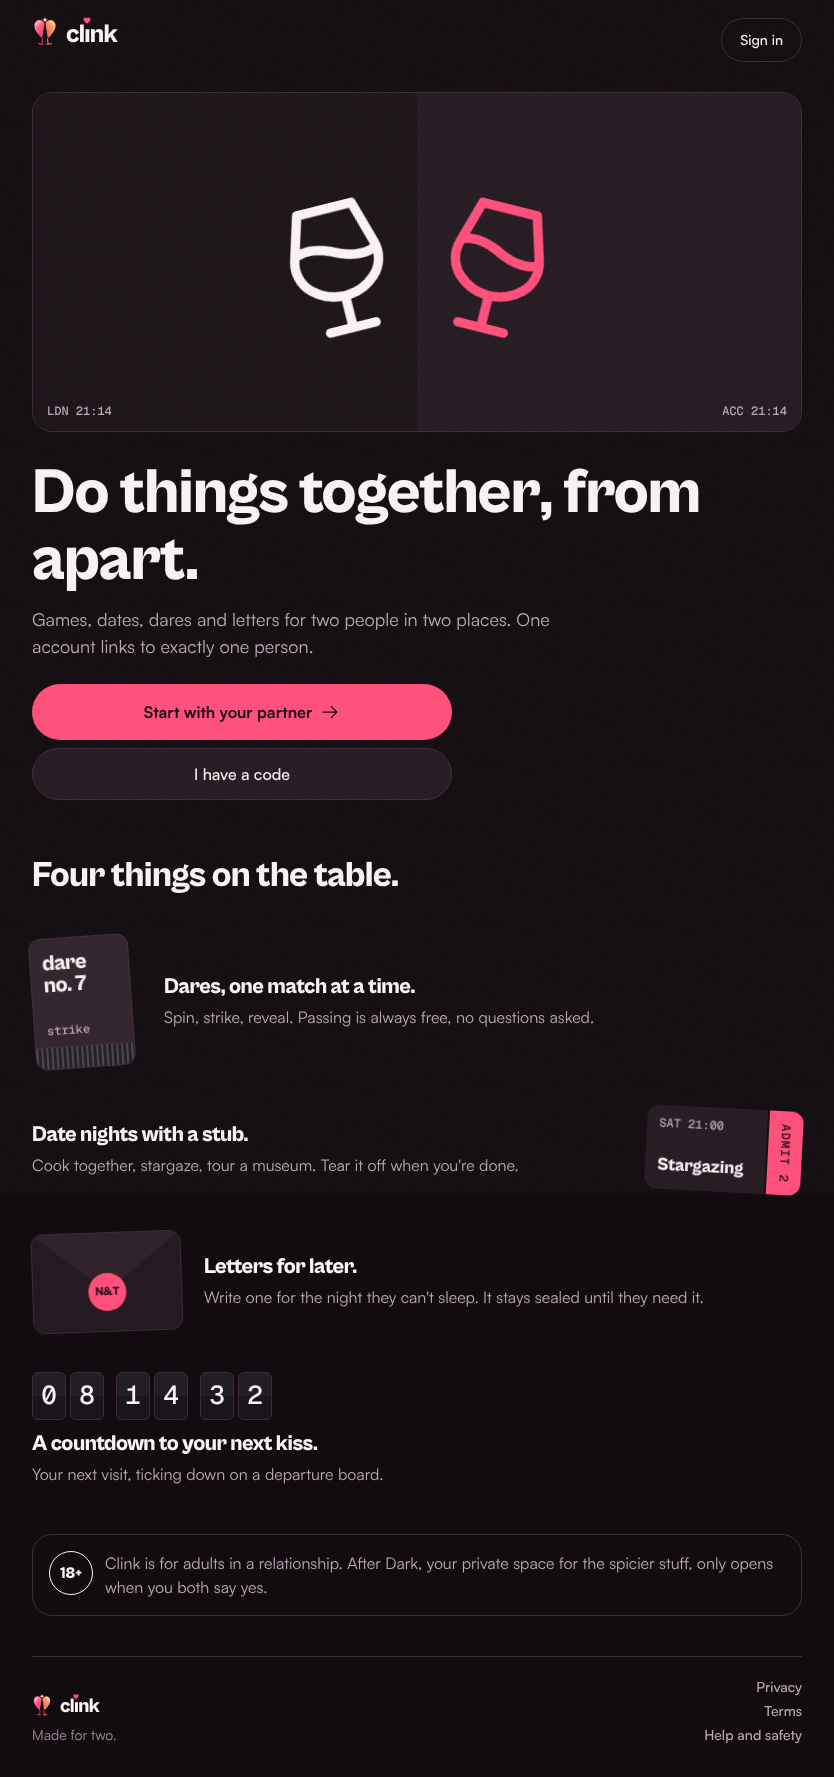 clink
Sign in
LDN 21:14
ACC 21:14
Do things together, from
apart.
Games, dates, dares and letters for two people in two places. One
account links to exactly one person.
Start with your partner →
I have a code
Four things on the table.
dare
no. 7
strike
Dares, one match at a time.
Spin, strike, reveal. Passing is always free, no questions asked.
Date nights with a stub.
Cook together, stargaze, tour a museum. Tear it off when you're done.
SAT 21:00
Stargazing
ADMIT 2
N&T
Letters for later.
Write one for the night they can't sleep. It stays sealed until they need it.
08 14 32
A countdown to your next kiss.
Your next visit, ticking down on a departure board.
18+
Clink is for adults in a relationship. After Dark, your private space for the spicier stuff, only opens
when you both say yes.
clink
Made for two.
Privacy
Terms
Help and safety